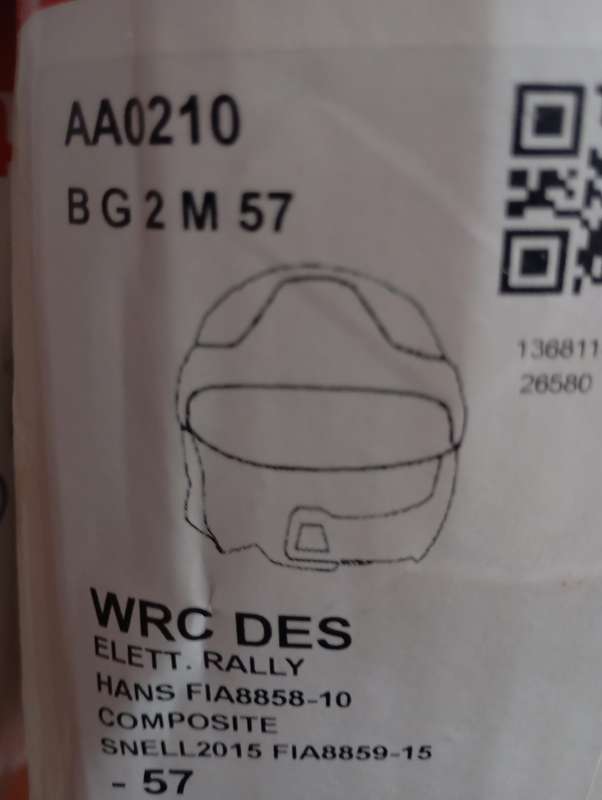 AA0210
B G 2 M 57
136811
26580
WRC DES
ELETT. RALLY
HANS FIA8858-10
COMPOSITE
SNELL2015 FIA8859-15
- 57